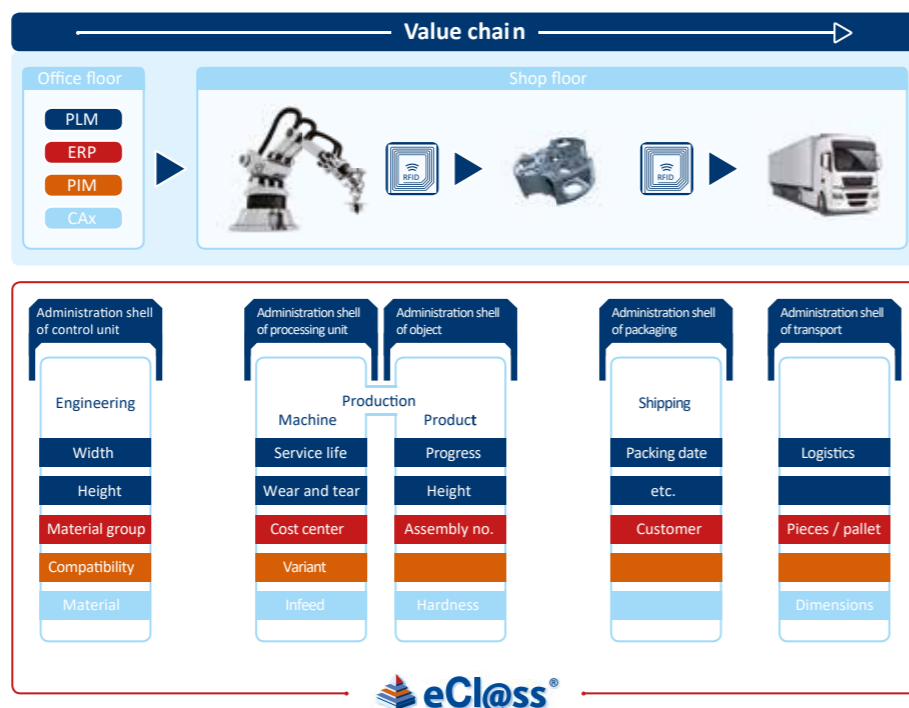 Value chain
Office floor
PLM
ERP
PIM
CAx
Shop floor
RFID
RFID
Administration shell
of control unit
Engineering
Width
Height
Material group
Compatibility
Material
Administration shell
of processing unit
Administration shell
of object
Production
Machine
Product
Service life
Wear and tear
Cost center
Variant
Infeed
Progress
Height
Assembly no.
Hardness
Administration shell
of packaging
Shipping
Packing date
etc.
Customer
Administration shell
of transport
Logistics
Pieces / pallet
Dimensions
eCl@ss®